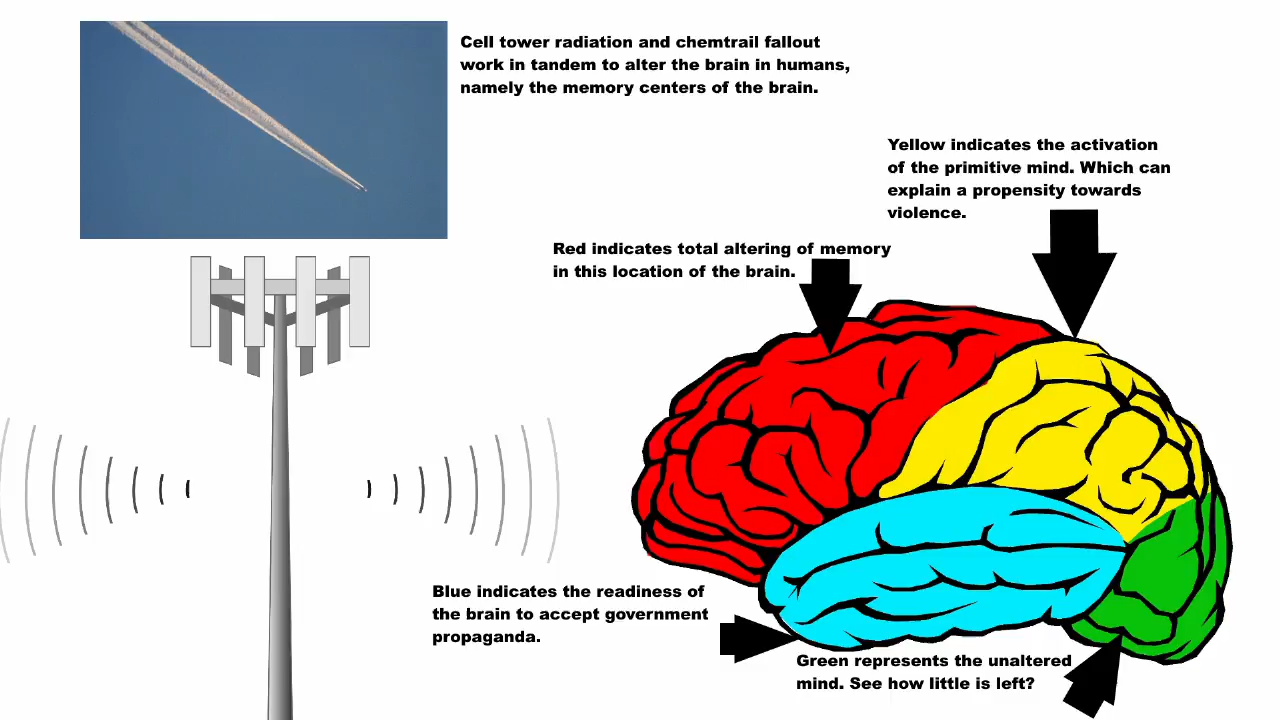 Cell tower radiation and chemtrail fallout
work in tandem to alter the brain in humans,
namely the memory centers of the brain.
Yellow indicates the activation
of the primitive mind. Which can
explain a propensity towards
violence.
Red indicates total altering of memory
in this location of the brain.
Blue indicates the readiness of
the brain to accept government
propaganda.
Green represents the unaltered
mind. See how little is left?